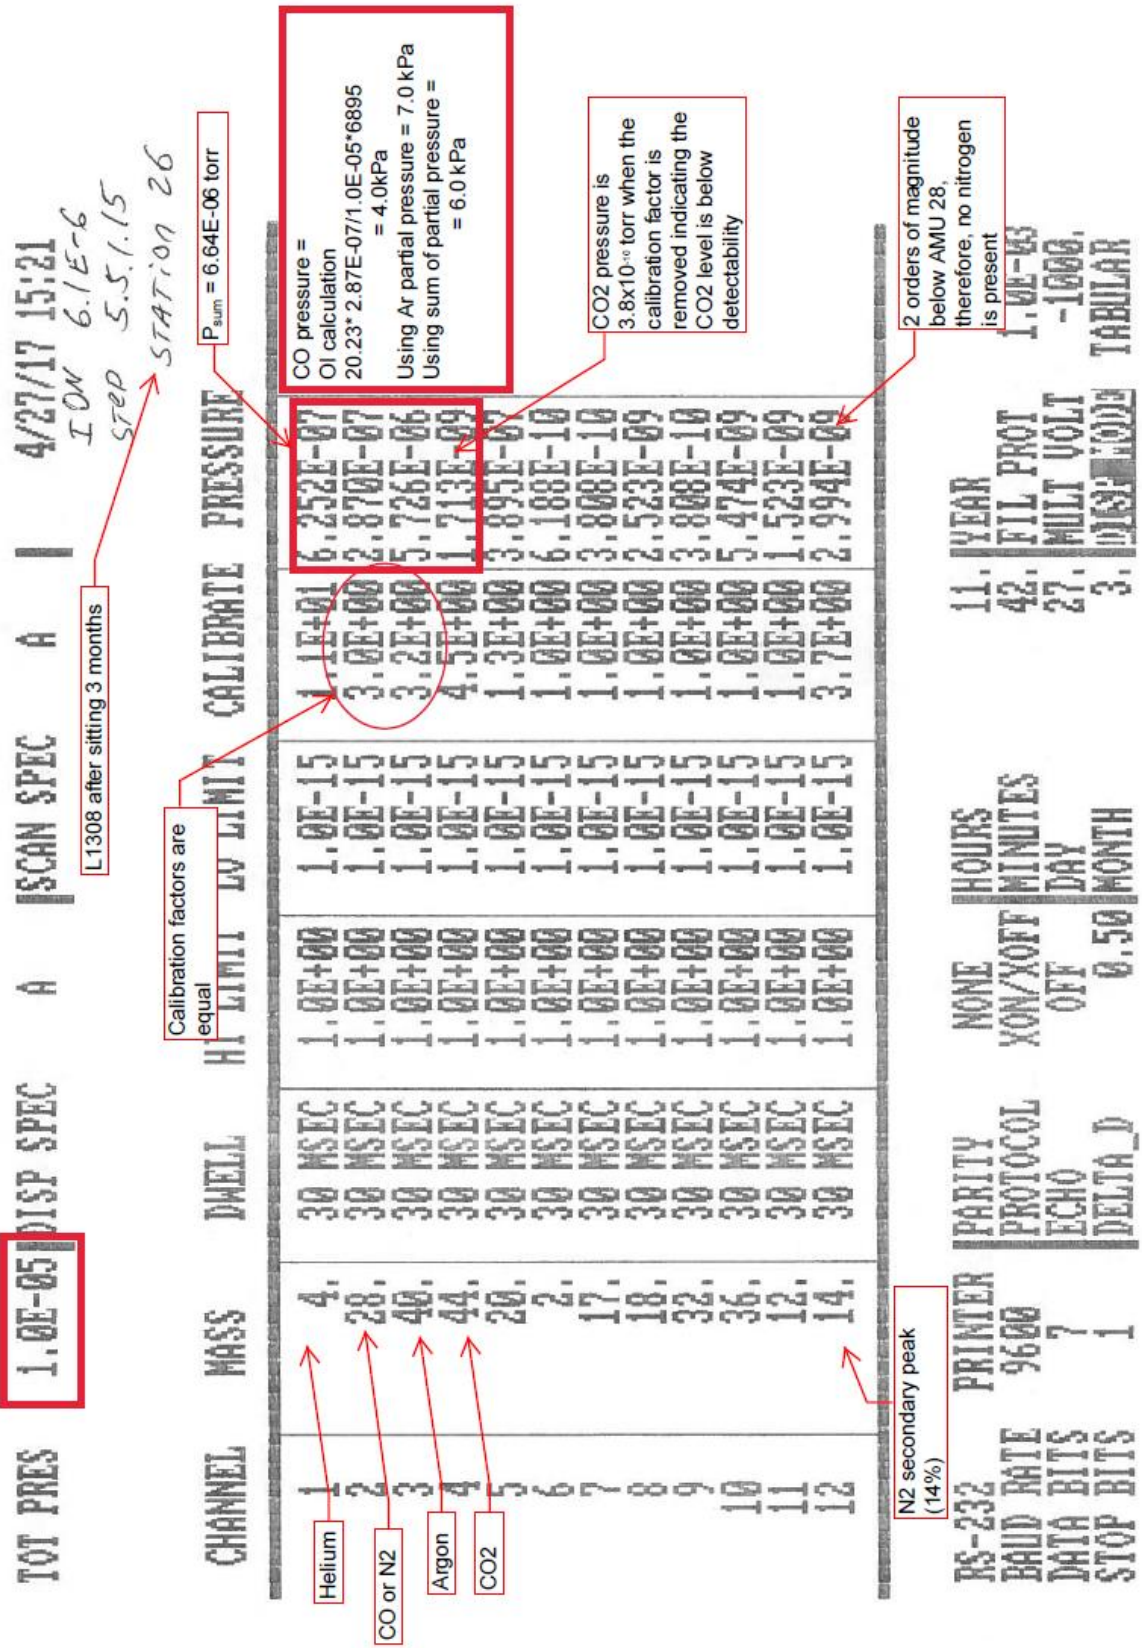 TOT PRES 1.0E-05 DISP SPEC A SCAN SPEC A 4/27/17 15:21
ION 6.1E-6
STEP 5.5.1.15
STATION 26
L1308 after sitting 3 months
Psum = 6.64E-06 torr
Calibration factors are
equal
CHANNEL MASS DWELL HI LIMIT LO LIMIT CALIBRATE PRESSURE
1 4. 30 MSEC 1.0E+00 1.0E-15 1.1E+01 6.252E-07
2 28. 30 MSEC 1.0E+00 1.0E-15 3.0E+00 2.870E-07
3 40. 30 MSEC 1.0E+00 1.0E-15 3.2E+00 5.726E-06
4 44. 30 MSEC 1.0E+00 1.0E-15 4.5E+00 1.713E-09
5 20. 30 MSEC 1.0E+00 1.0E-15 1.3E+00 3.895E-07
6 2. 30 MSEC 1.0E+00 1.0E-15 1.0E+00 6.188E-10
7 17. 30 MSEC 1.0E+00 1.0E-15 1.0E+00 3.808E-10
8 18. 30 MSEC 1.0E+00 1.0E-15 1.0E+00 2.523E-09
9 32. 30 MSEC 1.0E+00 1.0E-15 1.0E+00 3.808E-10
10 36. 30 MSEC 1.0E+00 1.0E-15 1.0E+00 5.474E-09
11 12. 30 MSEC 1.0E+00 1.0E-15 1.0E+00 1.523E-09
12 14. 30 MSEC 1.0E+00 1.0E-15 3.7E+00 2.994E-09
Helium
CO or N2
Argon
CO2
CO pressure =
OI calculation
20.23* 2.87E-07/1.0E-05*6895
= 4.0kPa
Using Ar partial pressure = 7.0 kPa
Using sum of partial pressure =
= 6.0 kPa
CO2 pressure is
3.8x10-10 torr when the
calibration factor is
removed indicating the
CO2 level is below
detectability
2 orders of magnitude
below AMU 28,
therefore, no nitrogen
is present
N2 secondary peak
(14%)
RS-232 PRINTER PARITY NONE HOURS 11. YEAR
BAUD RATE 9600 PROTOCOL XON/XOFF MINUTES 42. FIL PROT 1.0E-03
DATA BITS 7 ECHO OFF DAY 27. MULT VOLT -1000.
STOP BITS 1 DELTA_D 0.50 MONTH 3. DISP MODE TABULAR